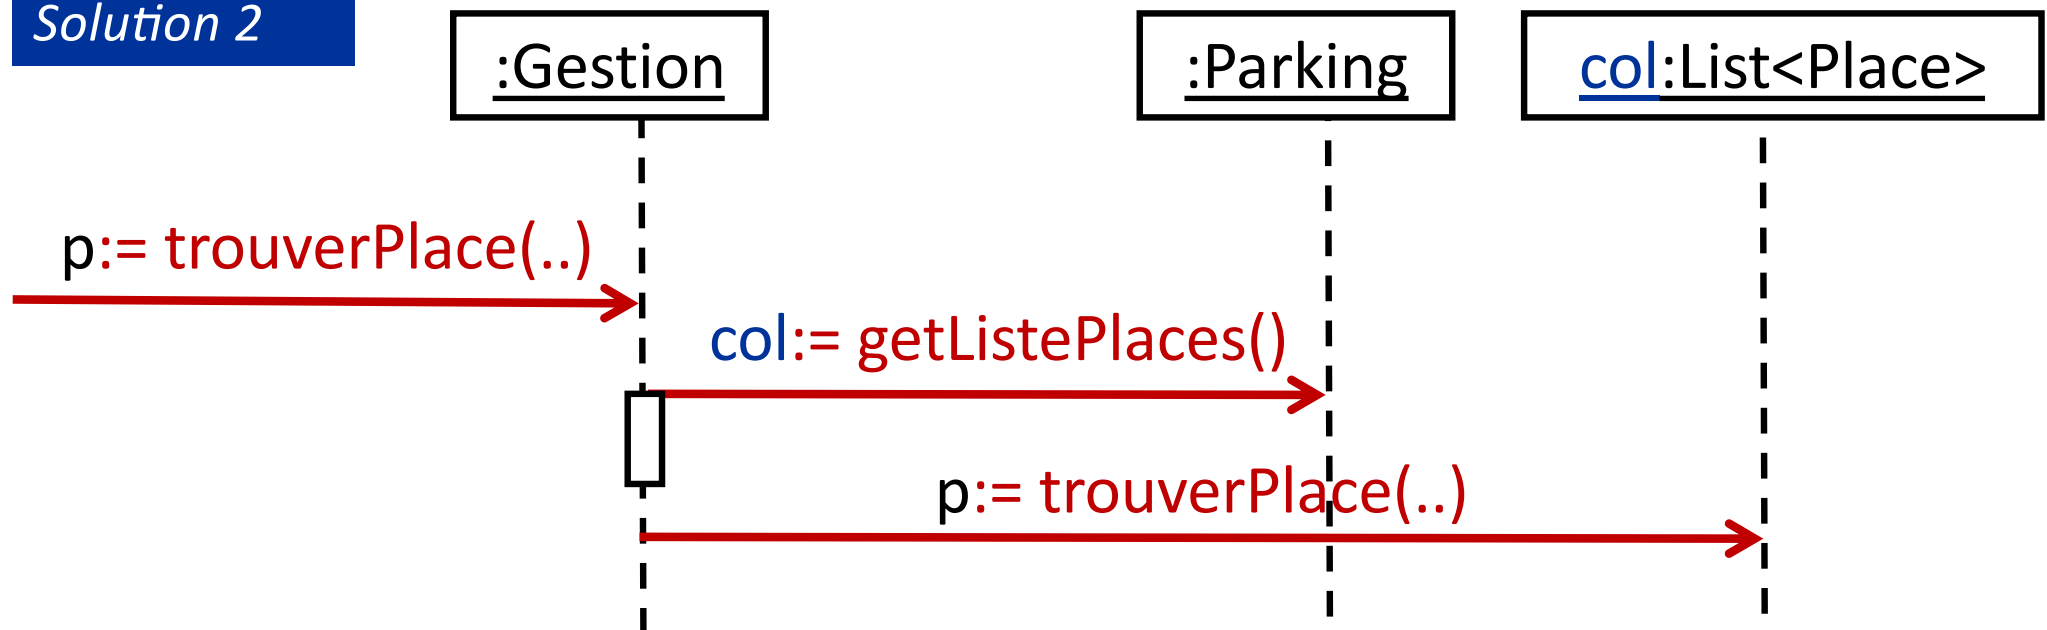 Solution 2
:Gestion
:Parking
col:List<Place>
p:= trouverPlace(..)
col:= getListePlaces()
p:= trouverPlace(..)